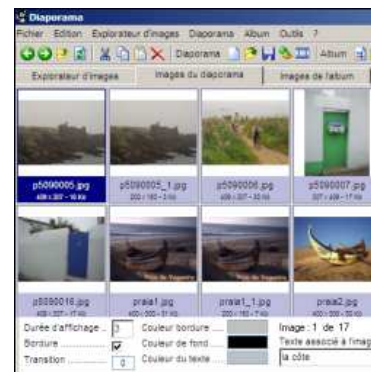 Diaporama
Fichier Edition Explorateur d'images Diaporama Album Outils ?
Diaporama Album
Explorateur d'images Images du diaporama Images de l'album
p5090005.jpg p5090005_1.jpg p5090006.jpg p5090007.jpg
p5090016.jpg praia1.jpg praia1_1.jpg praia2.jpg
Durée d'affichage .. 3 Couleur bordure .... Image : 1 de 17
Bordure Couleur de fond .. Texte associé à l'imag
Transition 0 Couleur du texte la côte